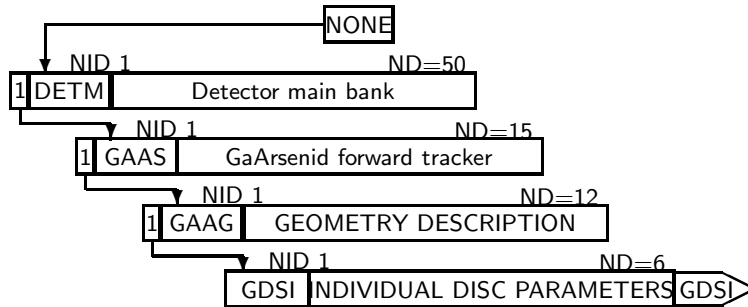 NONE
NID 1 ND=50
1 DETM Detector main bank
NID 1 ND=15
1 GAAS GaArsenid forward tracker
NID 1 ND=12
1 GAAG GEOMETRY DESCRIPTION
NID 1 ND=6
GDSI INDIVIDUAL DISC PARAMETERS GDSI